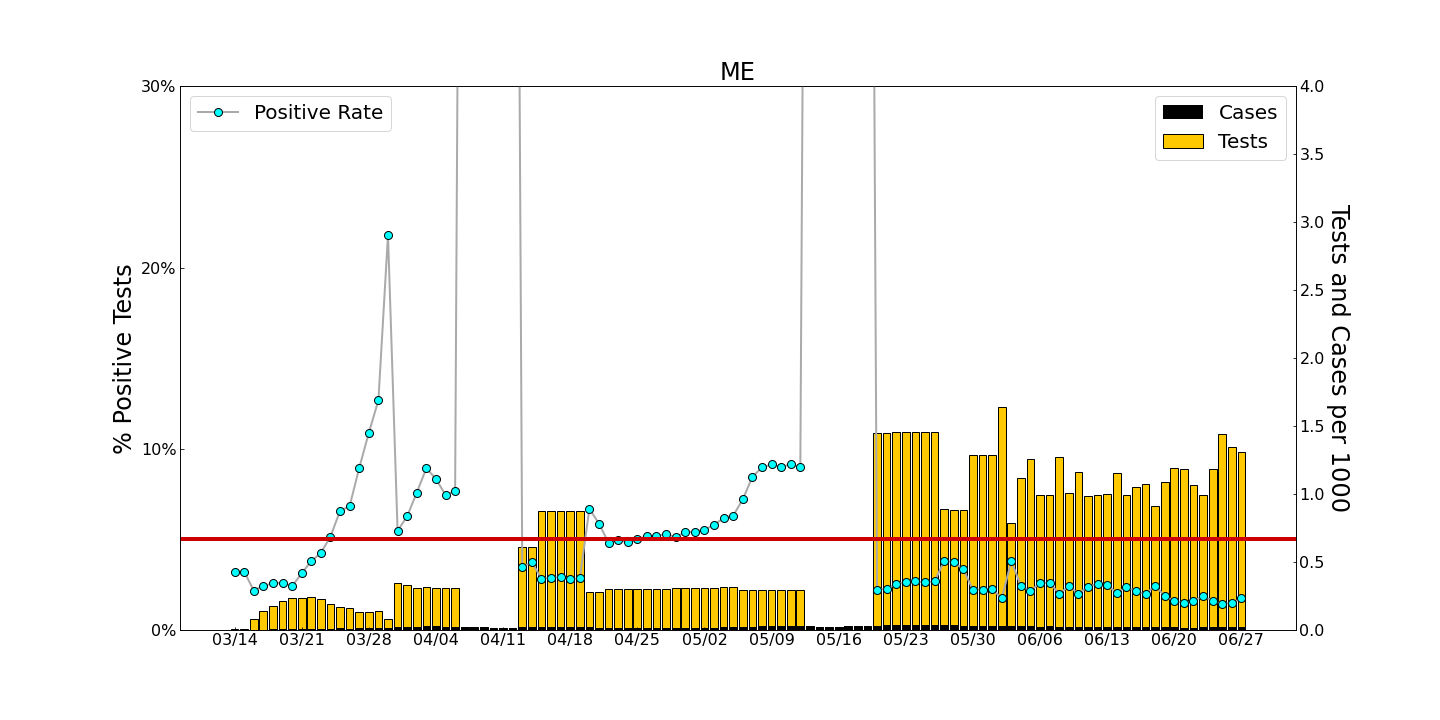 ME
Positive Rate
Cases
Tests
% Positive Tests
30%
20%
10%
0%
Tests and Cases per 1000
4.0
3.5
3.0
2.5
2.0
1.5
1.0
0.5
0.0
03/14 03/21 03/28 04/04 04/11 04/18 04/25 05/02 05/09 05/16 05/23 05/30 06/06 06/13 06/20 06/27